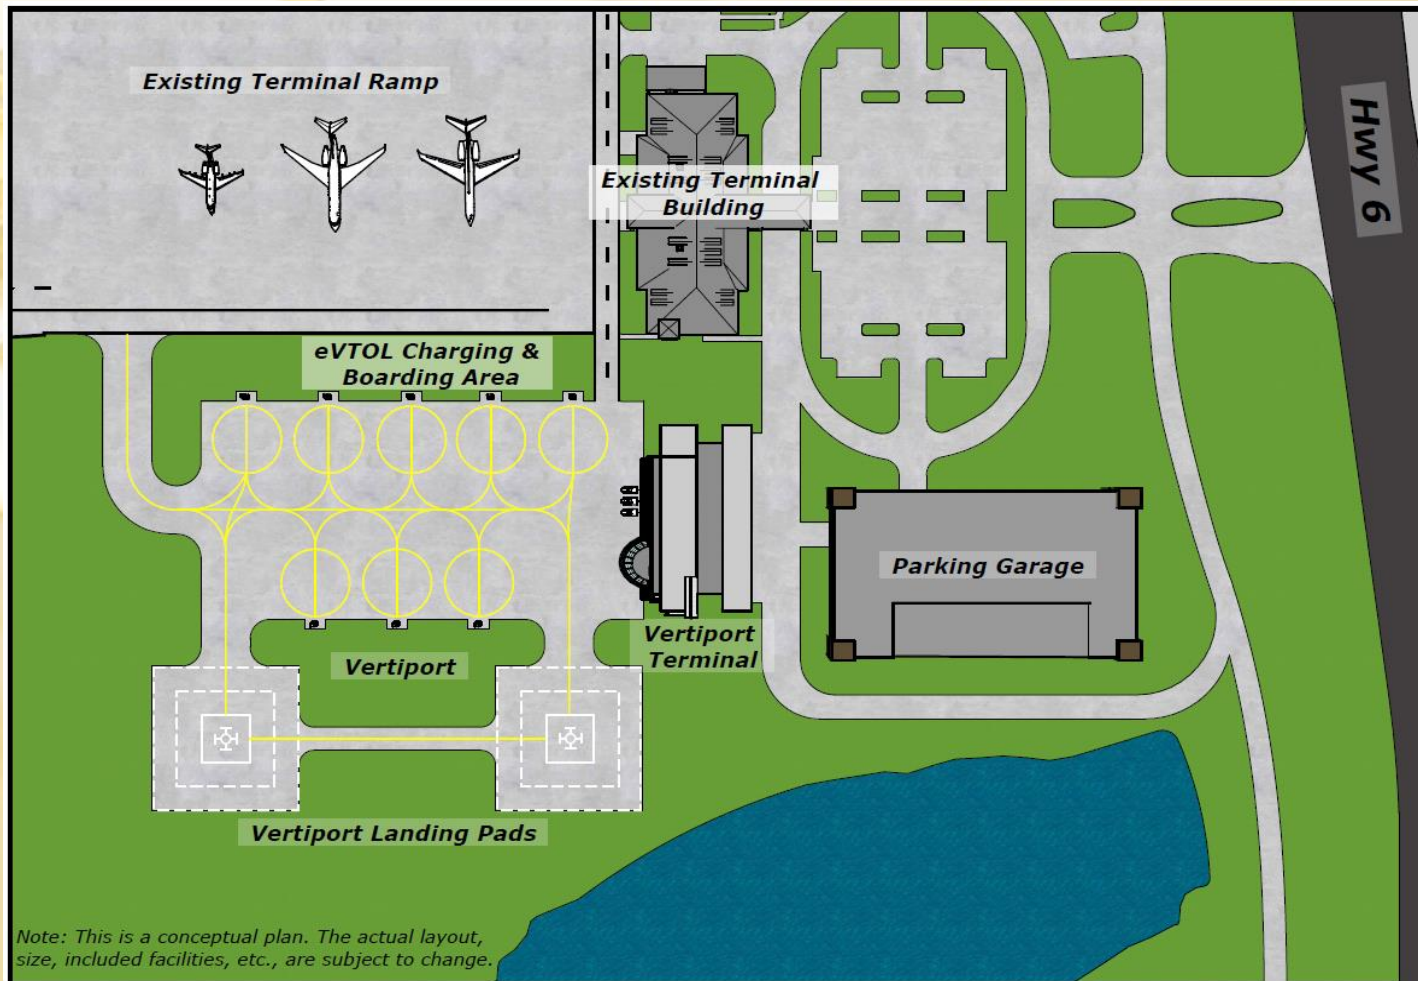 Existing Terminal Ramp
Hwy 6
Existing Terminal
Building
eVTOL Charging &
Boarding Area
Parking Garage
Vertiport
Terminal
Vertiport
Vertiport Landing Pads
Note: This is a conceptual plan. The actual layout,
size, included facilities, etc., are subject to change.